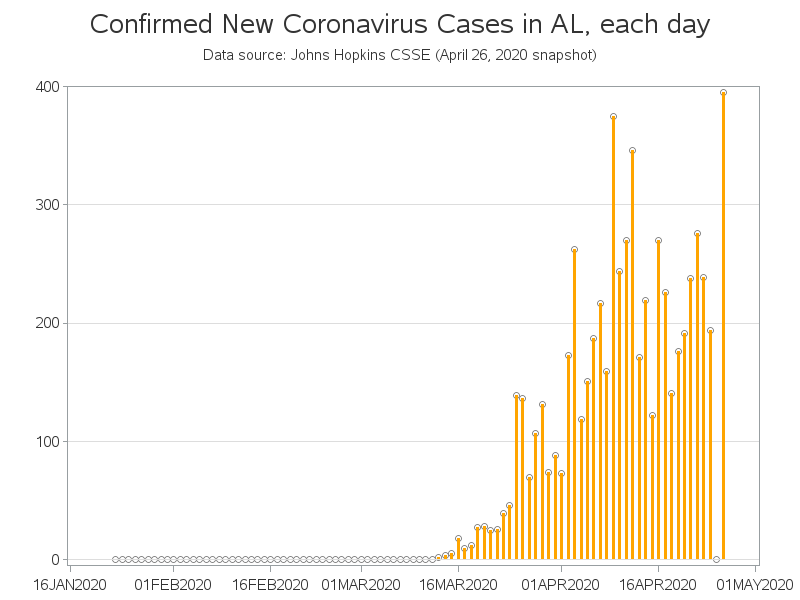 Confirmed New Coronavirus Cases in AL, each day
Data source: Johns Hopkins CSSE (April 26, 2020 snapshot)
400
300
200
100
0
16JAN2020 01FEB2020 16FEB2020 01MAR2020 16MAR2020 01APR2020 16APR2020 01MAY2020